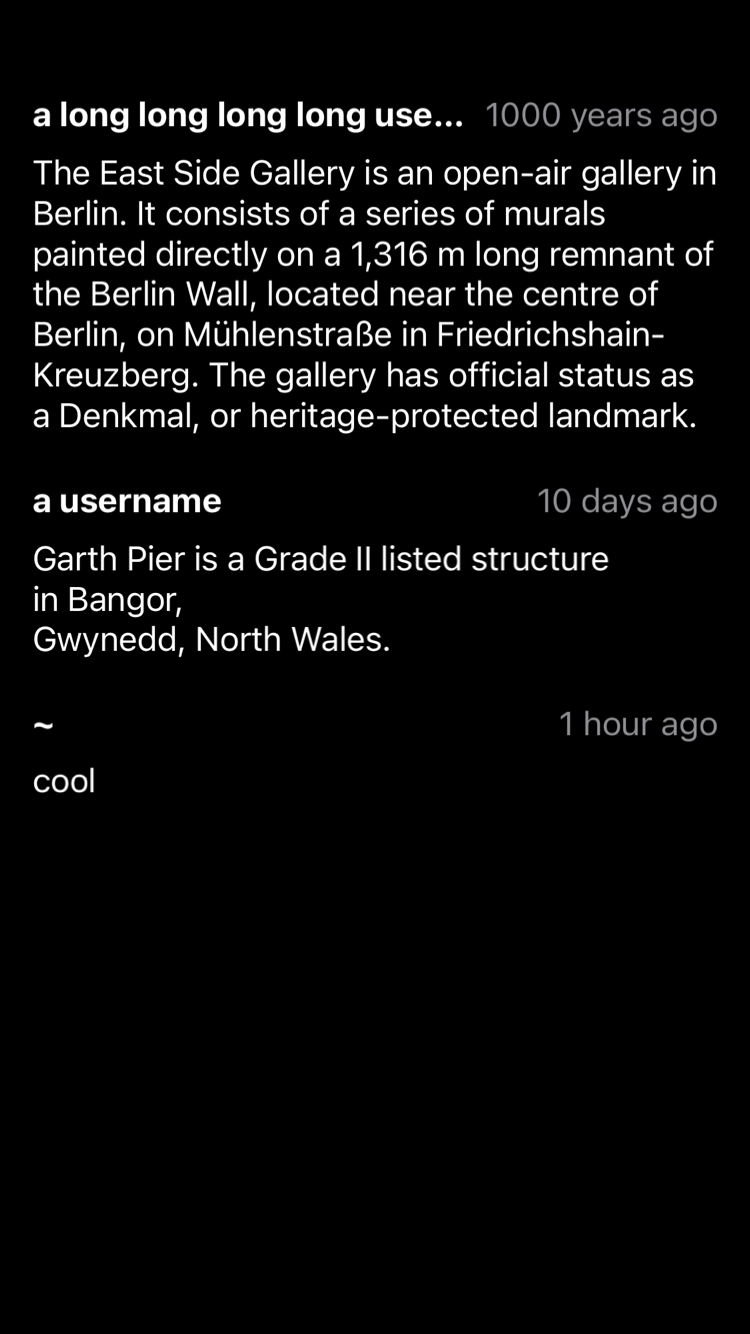 a long long long long use... 1000 years ago
The East Side Gallery is an open-air gallery in
Berlin. It consists of a series of murals
painted directly on a 1,316 m long remnant of
the Berlin Wall, located near the centre of
Berlin, on Mühlenstraße in Friedrichshain-
Kreuzberg. The gallery has official status as
a Denkmal, or heritage-protected landmark.
a username 10 days ago
Garth Pier is a Grade II listed structure
in Bangor,
Gwynedd, North Wales.
~ 1 hour ago
cool